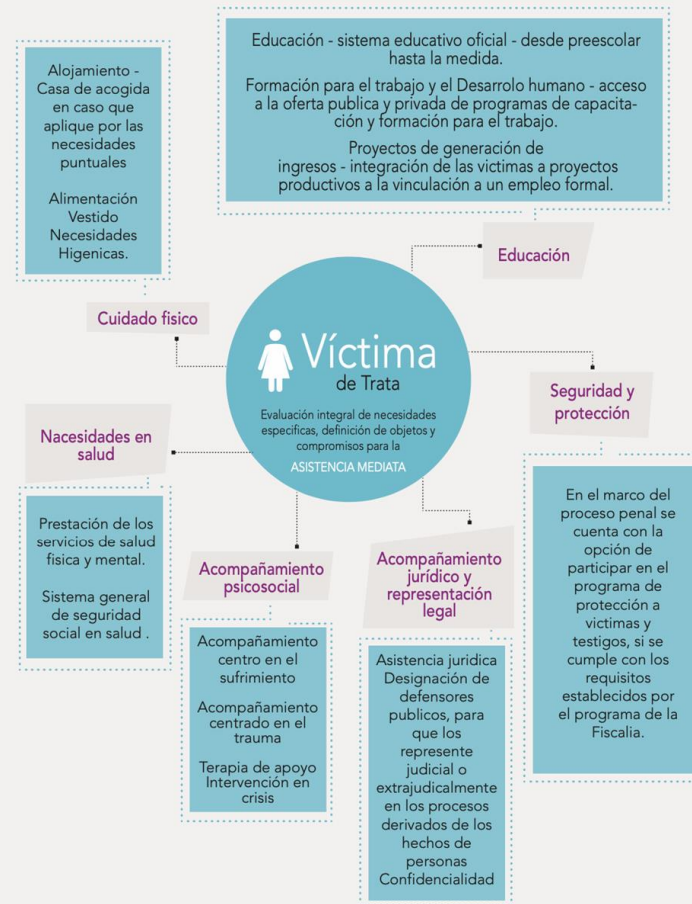 Alojamiento -
Casa de acogida
en caso que
aplique por las
necesidades
puntuales
Alimentación
Vestido
Necesidades
Higenicas.
Educación - sistema educativo oficial - desde preescolar
hasta la medida.
Formación para el trabajo y el Desarrolo humano - acceso
a la oferta publica y privada de programas de capacita-
ción y formación para el trabajo.
Proyectos de generación de
ingresos - integración de las victimas a proyectos
productivos a la vinculación a un empleo formal.
Educación
Cuidado fisico
Víctima
de Trata
Evaluación integral de necesidades
especificas, definición de objetos y
compromisos para la
ASISTENCIA MEDIATA
Seguridad y
protección
En el marco del
proceso penal se
cuenta con la
opción de
participar en el
programa de
protección a
victimas y
testigos, si se
cumple con los
requisitos
establecidos por
el programa de la
Fiscalia.
Nacesidades en
salud
Prestación de los
servicios de salud
fisica y mental.
Sistema general
de seguridad
social en salud .
Acompañamiento
psicosocial
Acompañamiento
centro en el
sufrimiento
Acompañamiento
centrado en el
trauma
Terapia de apoyo
Intervención en
crisis
Acompañamiento
jurídico y
representación
legal
Asistencia juridica
Designación de
defensores
publicos, para
que los
represente
judicial o
extrajudicalmente
en los procesos
derivados de los
hechos de
personas
Confidencialidad